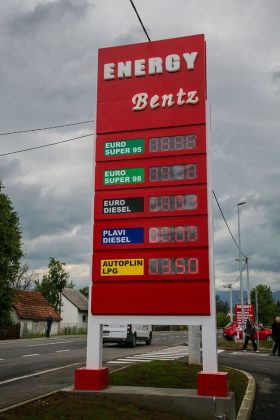 ENERGY
Bentz
EURO
SUPER 95
EURO
SUPER 98
EURO
DIESEL
PLAVI
DIESEL
AUTOPLIN
LPG